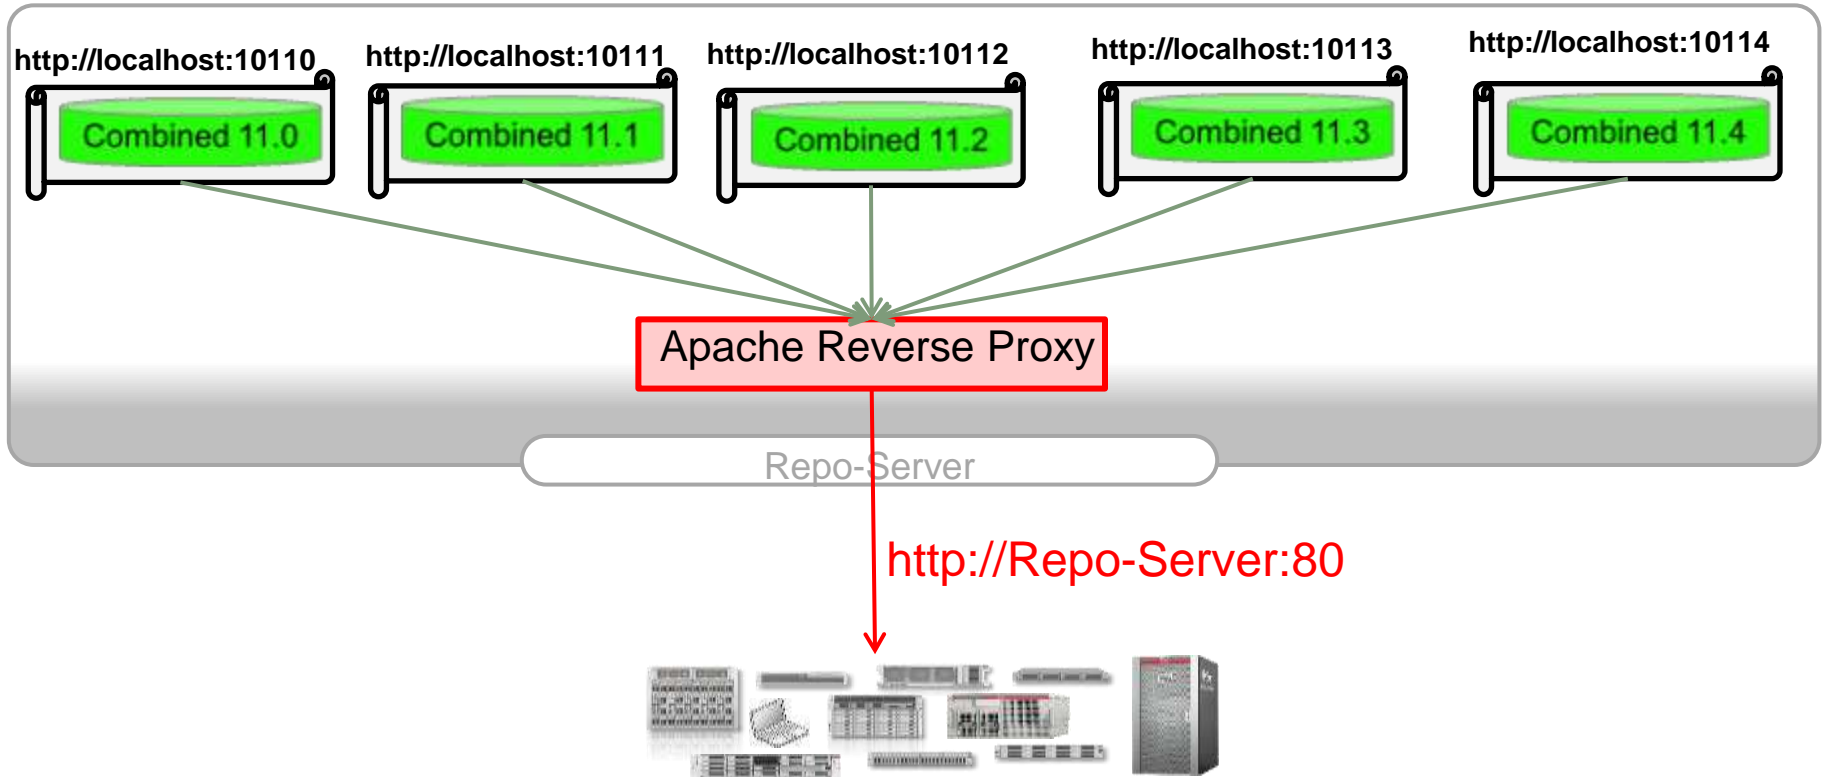 http://localhost:10110
http://localhost:10111
http://localhost:10112
http://localhost:10113
http://localhost:10114
Combined 11.0
Combined 11.1
Combined 11.2
Combined 11.3
Combined 11.4
Apache Reverse Proxy
Repo-Server
http://Repo-Server:80